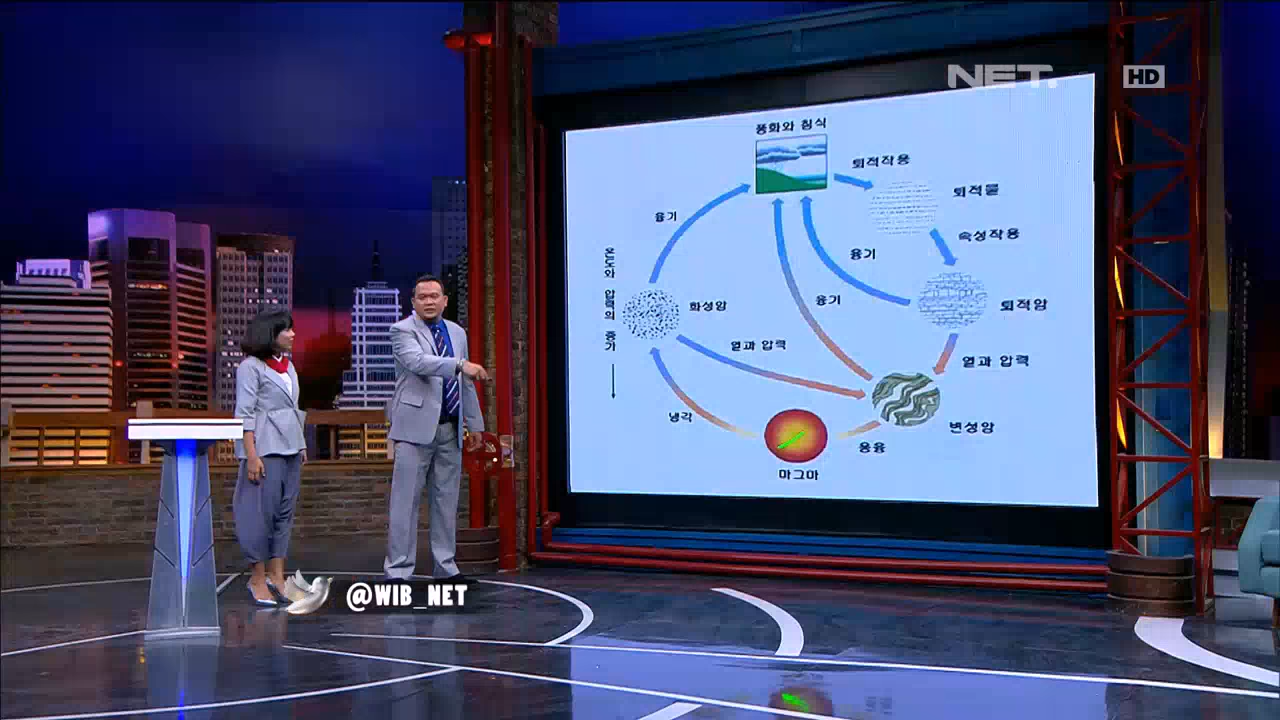 NET.
HD
풍화와 침식
퇴적작용
퇴적물
속성작용
융기
융기
융기
온도와 압력의 증가
화성암
퇴적암
열과 압력
열과 압력
냉각
변성암
용융
마그마
@WIB_NET